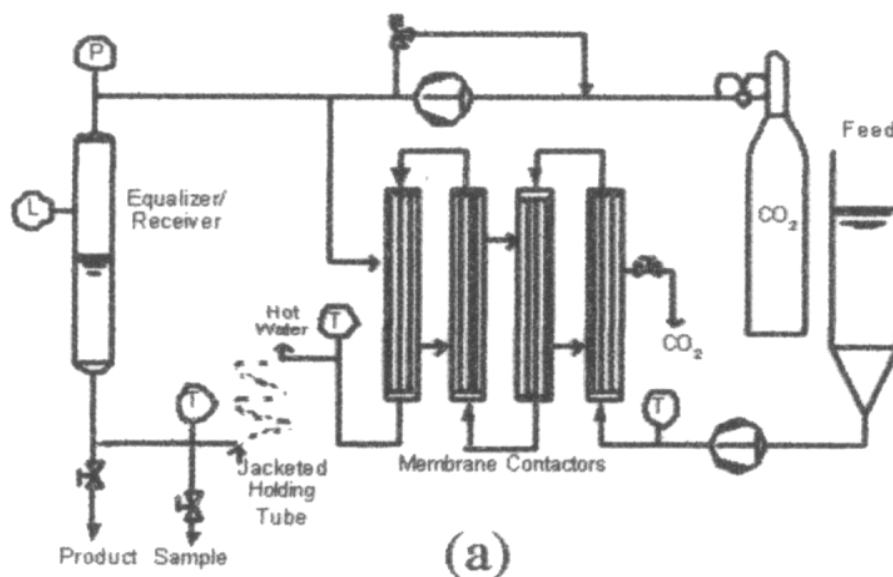 P
Feed
L
Equalizer/
Receiver
CO2
Hot
Water
T
CO2
T
T
Membrane Contactors
Jacketed
Holding
Tube
Product
Sample
(a)